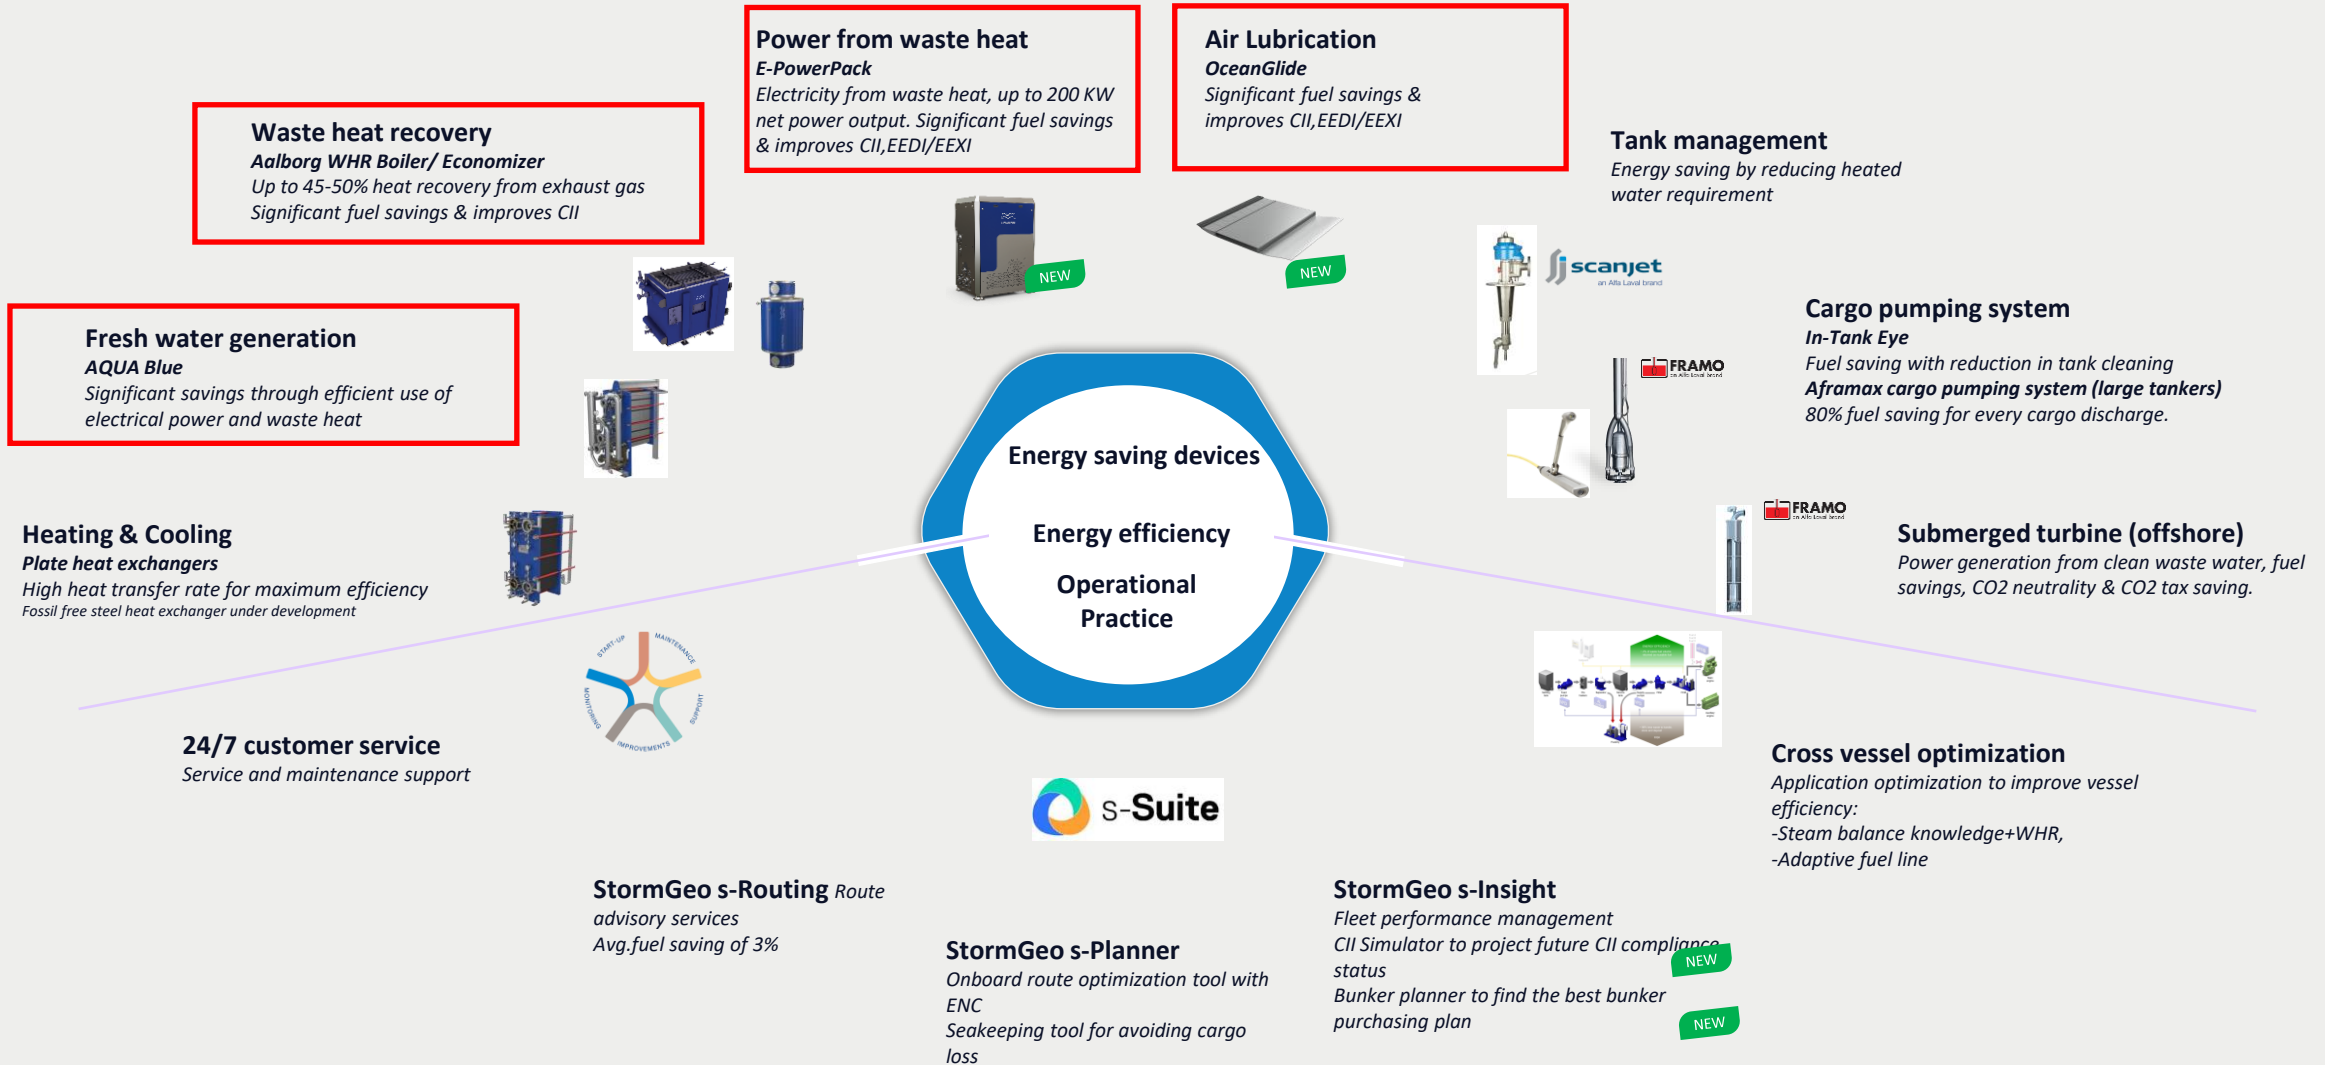 Power from waste heat
E-PowerPack
Electricity from waste heat, up to 200 KW
net power output. Significant fuel savings
& improves CII,EEDI/EEXI
Air Lubrication
OceanGlide
Significant fuel savings &
improves CII,EEDI/EEXI
Waste heat recovery
Aalborg WHR Boiler/ Economizer
Up to 45-50% heat recovery from exhaust gas
Significant fuel savings & improves CII
Tank management
Energy saving by reducing heated
water requirement
NEW
NEW
scanjet
an Alfa Laval brand
Fresh water generation
AQUA Blue
Significant savings through efficient use of
electrical power and waste heat
Cargo pumping system
In-Tank Eye
Fuel saving with reduction in tank cleaning
Aframax cargo pumping system (large tankers)
80% fuel saving for every cargo discharge.
FRAMO
an Alfa Laval brand
Energy saving devices
Energy efficiency
Operational
Practice
Heating & Cooling
Plate heat exchangers
High heat transfer rate for maximum efficiency
Fossil free steel heat exchanger under development
FRAMO
an Alfa Laval brand
Submerged turbine (offshore)
Power generation from clean waste water, fuel
savings, CO2 neutrality & CO2 tax saving.
START-UP
MAINTENANCE
SUPPORT
IMPROVEMENTS
MONITORING
24/7 customer service
Service and maintenance support
s-Suite
Cross vessel optimization
Application optimization to improve vessel
efficiency:
-Steam balance knowledge+WHR,
-Adaptive fuel line
StormGeo s-Routing Route
advisory services
Avg.fuel saving of 3%
StormGeo s-Planner
Onboard route optimization tool with
ENC
Seakeeping tool for avoiding cargo
loss
StormGeo s-Insight
Fleet performance management
CII Simulator to project future CII compliance
status
NEW
Bunker planner to find the best bunker
purchasing plan
NEW